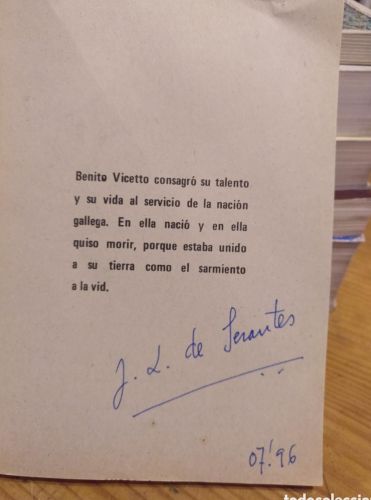 Benito Vicetto consagró su talento
y su vida al servicio de la nación
gallega. En ella nació y en ella
quiso morir, porque estaba unido
a su tierra como el sarmiento
a la vid.
J. L. de Serantes
07'96
todocoleccion